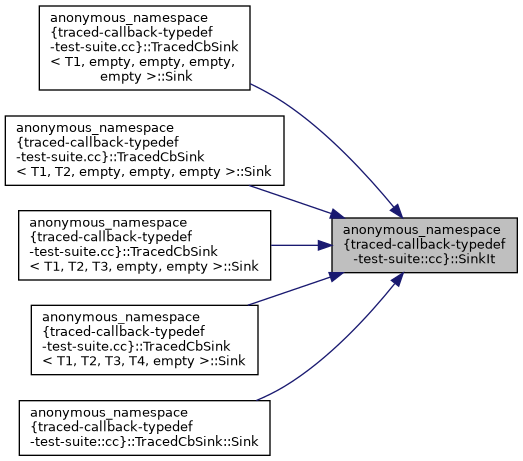 anonymous_namespace
{traced-callback-typedef
-test-suite.cc}::TracedCbSink
< T1, empty, empty, empty,
empty >::Sink
anonymous_namespace
{traced-callback-typedef
-test-suite.cc}::TracedCbSink
< T1, T2, empty, empty, empty >::Sink
anonymous_namespace
{traced-callback-typedef
-test-suite.cc}::TracedCbSink
< T1, T2, T3, empty, empty >::Sink
anonymous_namespace
{traced-callback-typedef
-test-suite.cc}::TracedCbSink
< T1, T2, T3, T4, empty >::Sink
anonymous_namespace
{traced-callback-typedef
-test-suite::cc}::TracedCbSink::Sink
anonymous_namespace
{traced-callback-typedef
-test-suite::cc}::SinkIt